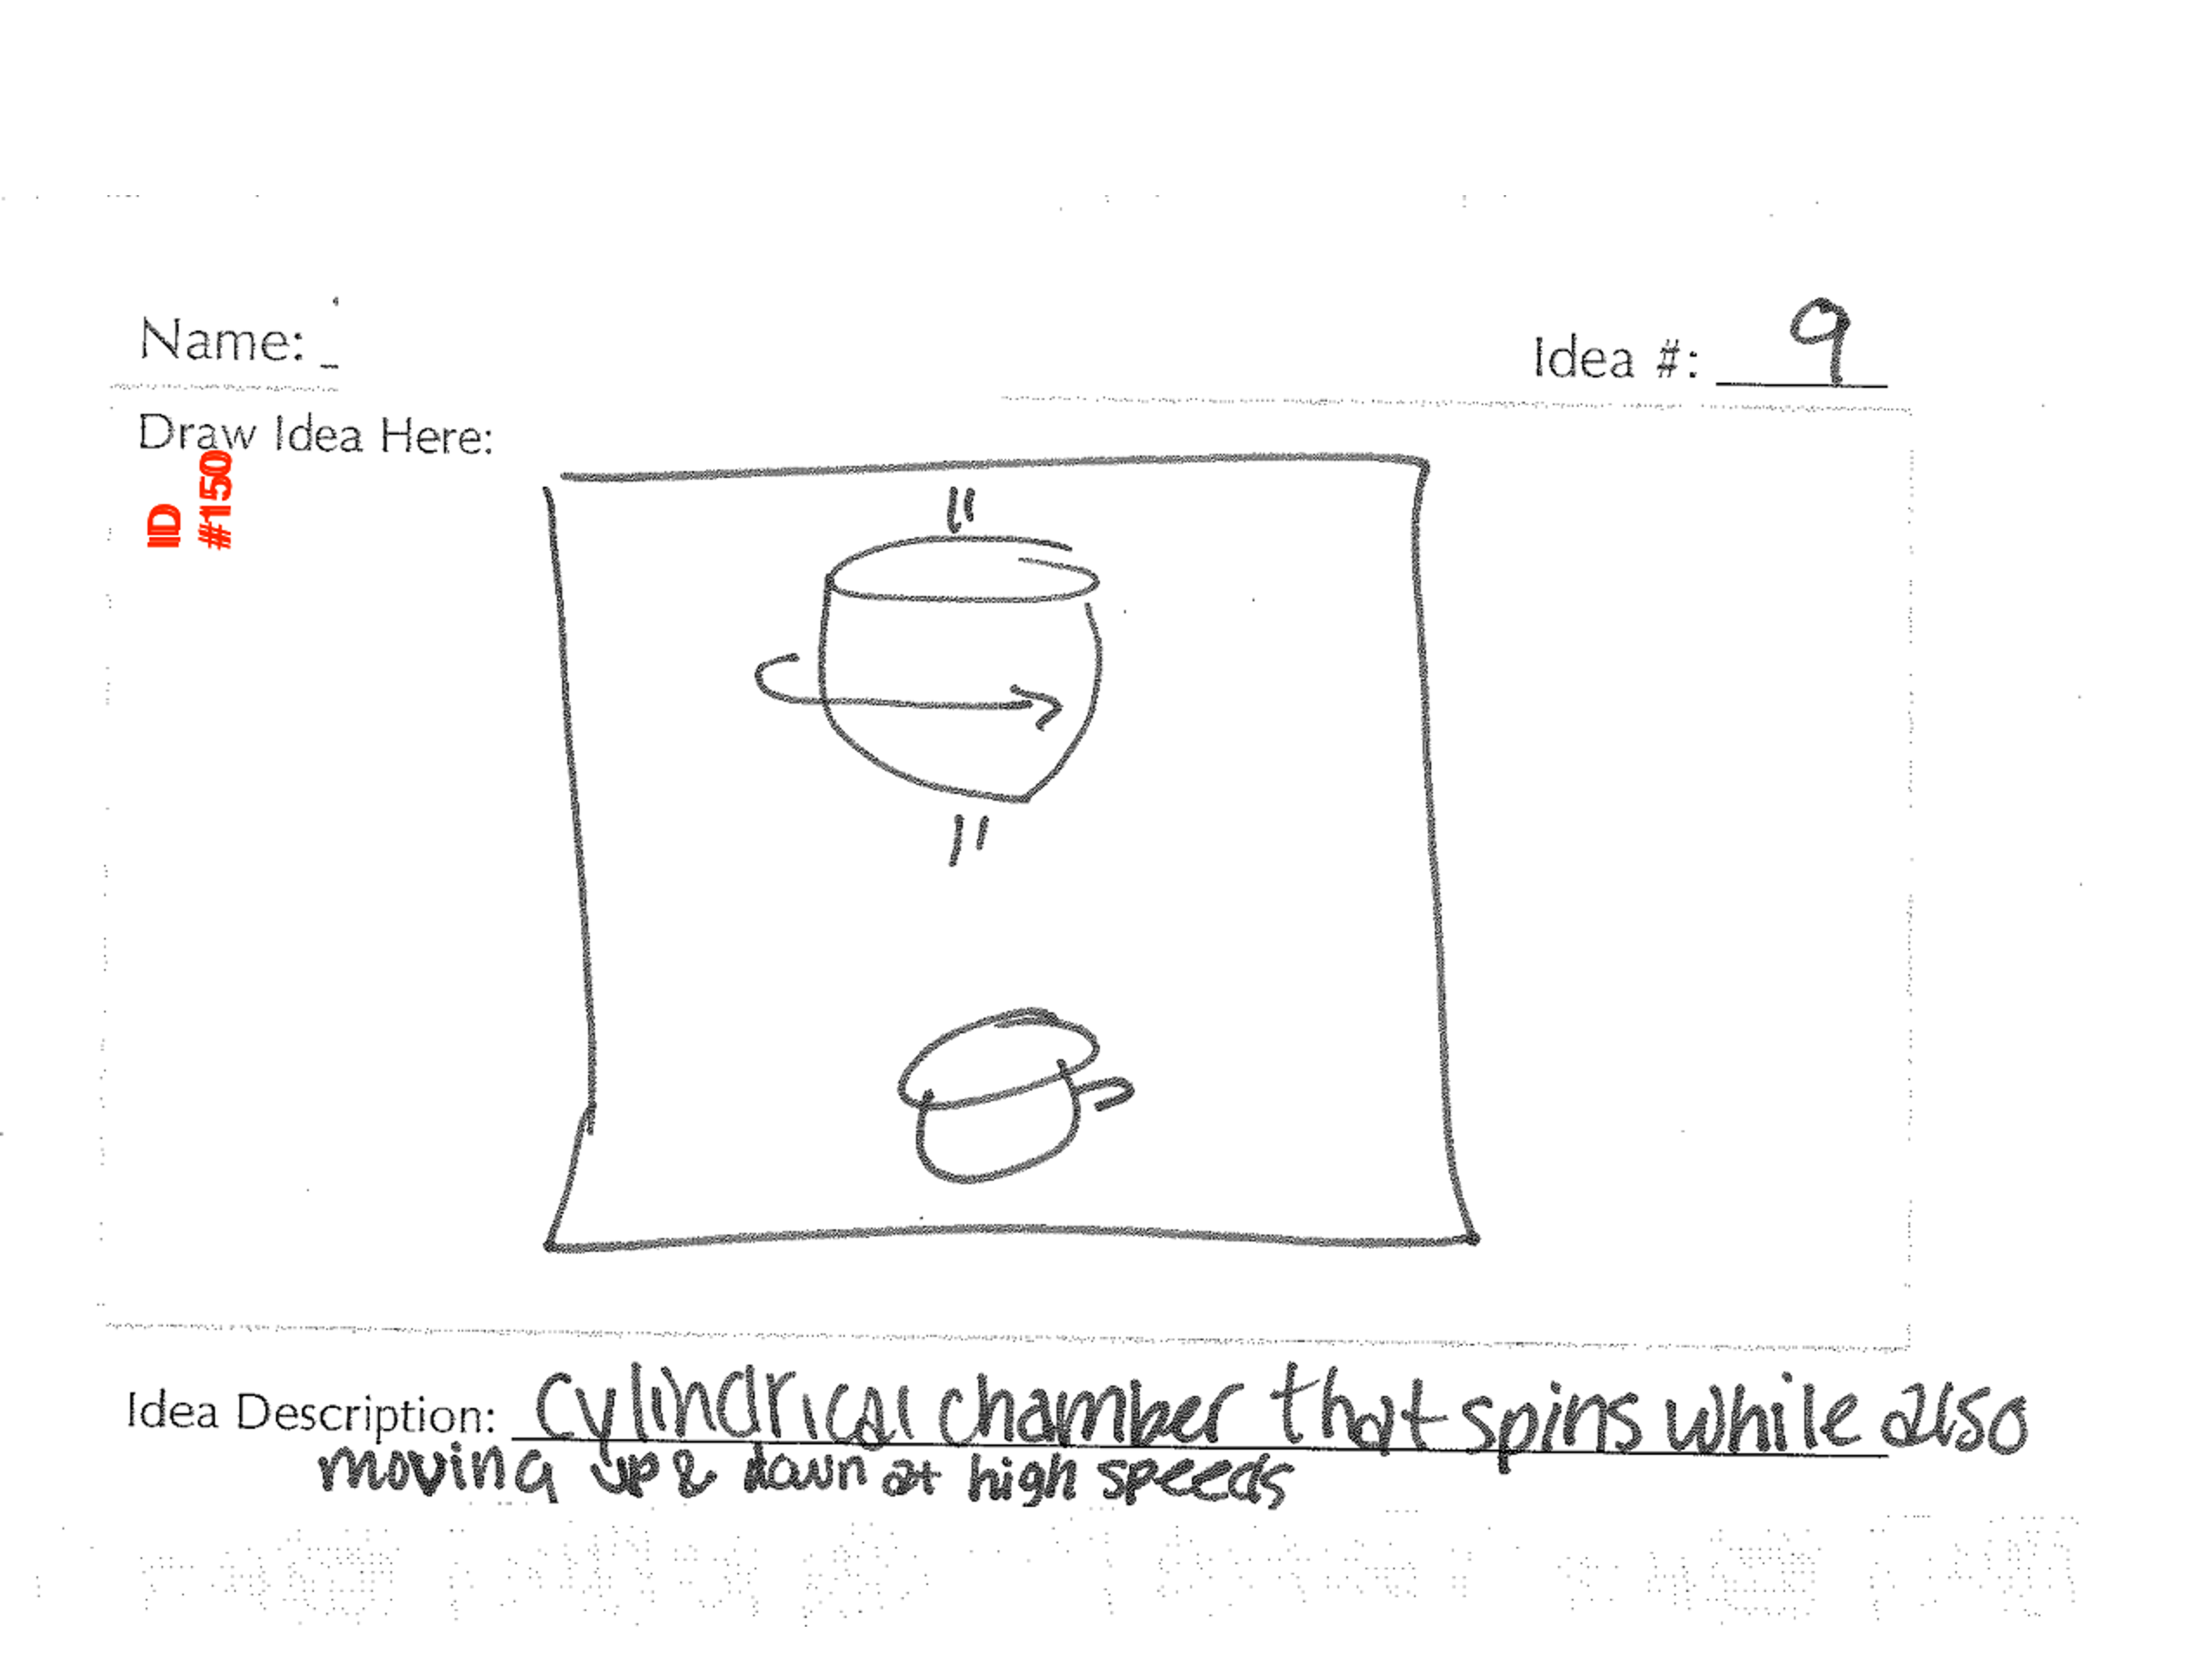 Name:
Idea #: 9
Draw Idea Here:
IID
#150
Idea Description: Cylindrical chamber that spins while also
moving up & down at high speeds